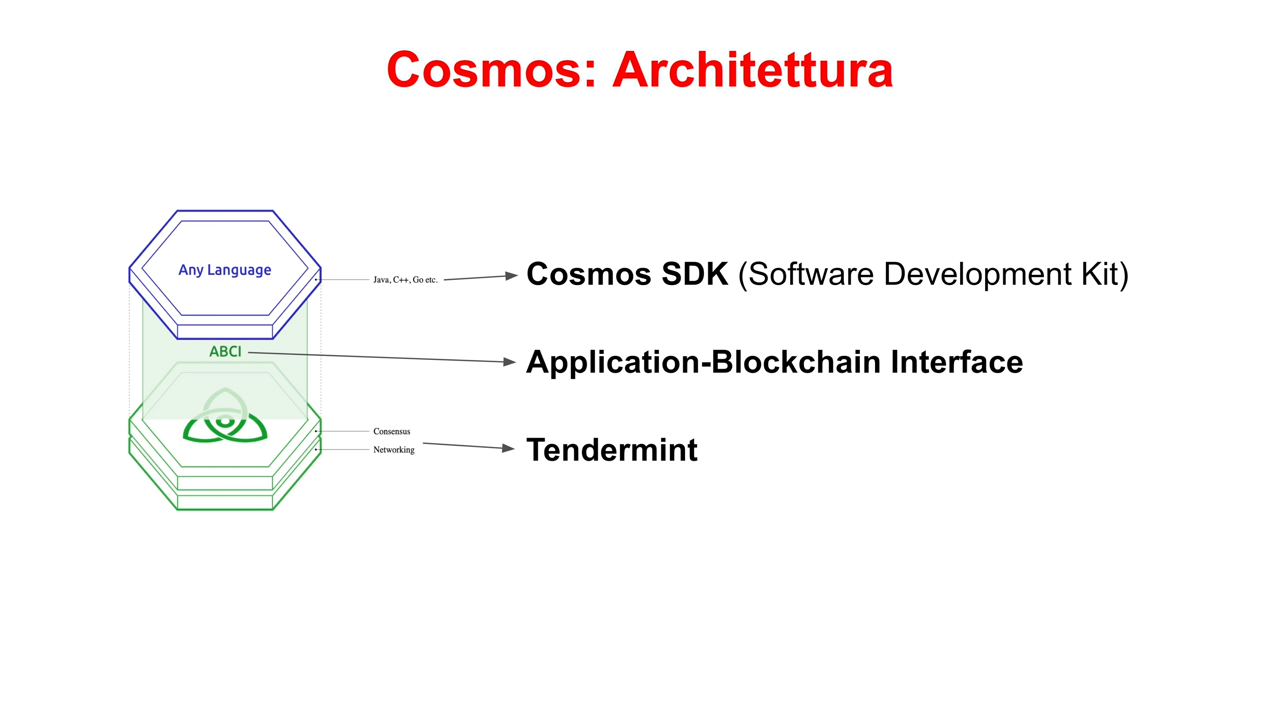 Cosmos: Architettura
Any Language
Java, C++, Go etc.
Cosmos SDK (Software Development Kit)
ABCI
Application-Blockchain Interface
Consensus
Networking
Tendermint